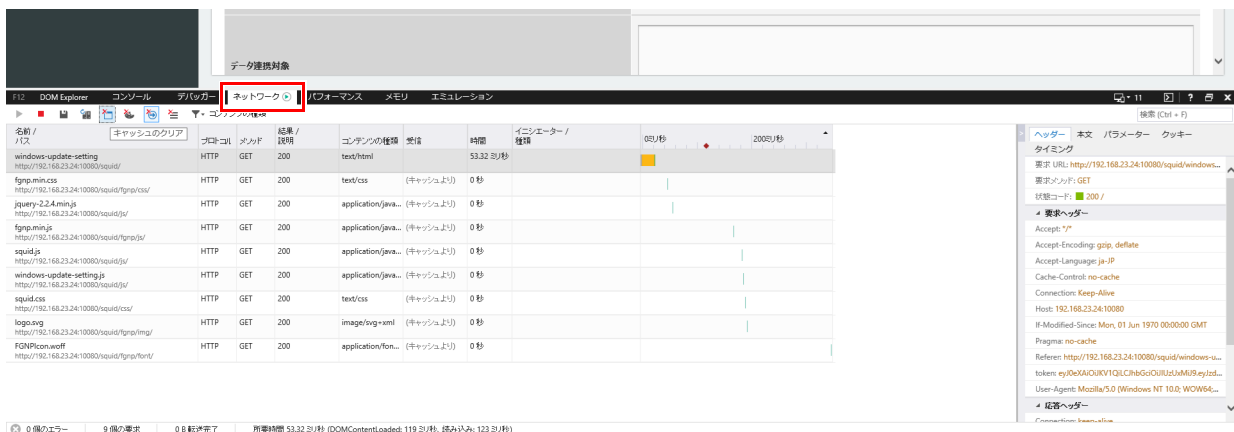 データ連携対象
F12 DOM Explorer コンソール デバッガー ネットワーク パフォーマンス メモリ エミュレーション 11 ?
コンテンツの種類 検索 (Ctrl + F)
名前 / パス プロトコル メソッド 結果 / 説明 コンテンツの種類 受信 時間 イニシエーター / 種類 0ミリ秒 200ミリ秒
キャッシュのクリア
windows-update-setting HTTP GET 200 text/html 53.32 ミリ秒
http://192.168.23.24:10080/squid/
fgnp.min.css HTTP GET 200 text/css (キャッシュより) 0 秒
http://192.168.23.24:10080/squid/fgnp/css/
jquery-2.2.4.min.js HTTP GET 200 application/java... (キャッシュより) 0 秒
http://192.168.23.24:10080/squid/js/
fgnp.min.js HTTP GET 200 application/java... (キャッシュより) 0 秒
http://192.168.23.24:10080/squid/fgnp/js/
squid.js HTTP GET 200 application/java... (キャッシュより) 0 秒
http://192.168.23.24:10080/squid/js/
windows-update-setting.js HTTP GET 200 application/java... (キャッシュより) 0 秒
http://192.168.23.24:10080/squid/js/
squid.css HTTP GET 200 text/css (キャッシュより) 0 秒
http://192.168.23.24:10080/squid/css/
logo.svg HTTP GET 200 image/svg+xml (キャッシュより) 0 秒
http://192.168.23.24:10080/squid/fgnp/img/
FGNPIcon.woff HTTP GET 200 application/fon... (キャッシュより) 0 秒
http://192.168.23.24:10080/squid/fgnp/font/
ヘッダー 本文 パラメーター クッキー
タイミング
要求 URL: http://192.168.23.24:10080/squid/windows...
要求メソッド: GET
状態コード: 200 /
要求ヘッダー
Accept: */*
Accept-Encoding: gzip, deflate
Accept-Language: ja-JP
Cache-Control: no-cache
Connection: Keep-Alive
Host: 192.168.23.24:10080
If-Modified-Since: Mon, 01 Jun 1970 00:00:00 GMT
Pragma: no-cache
Referer: http://192.168.23.24:10080/squid/windows-u...
token: eyJ0eXAiOiJKV1QiLCJhbGciOiJIUzUxMiJ9.eyJzd...
User-Agent: Mozilla/5.0 (Windows NT 10.0; WOW64;...
応答ヘッダー
Connection: keep-alive
0 個のエラー 9 個の要求 0 B 転送完了 所要時間 53.32 ミリ秒 (DOMContentLoaded: 119 ミリ秒, 読み込み: 123 ミリ秒)